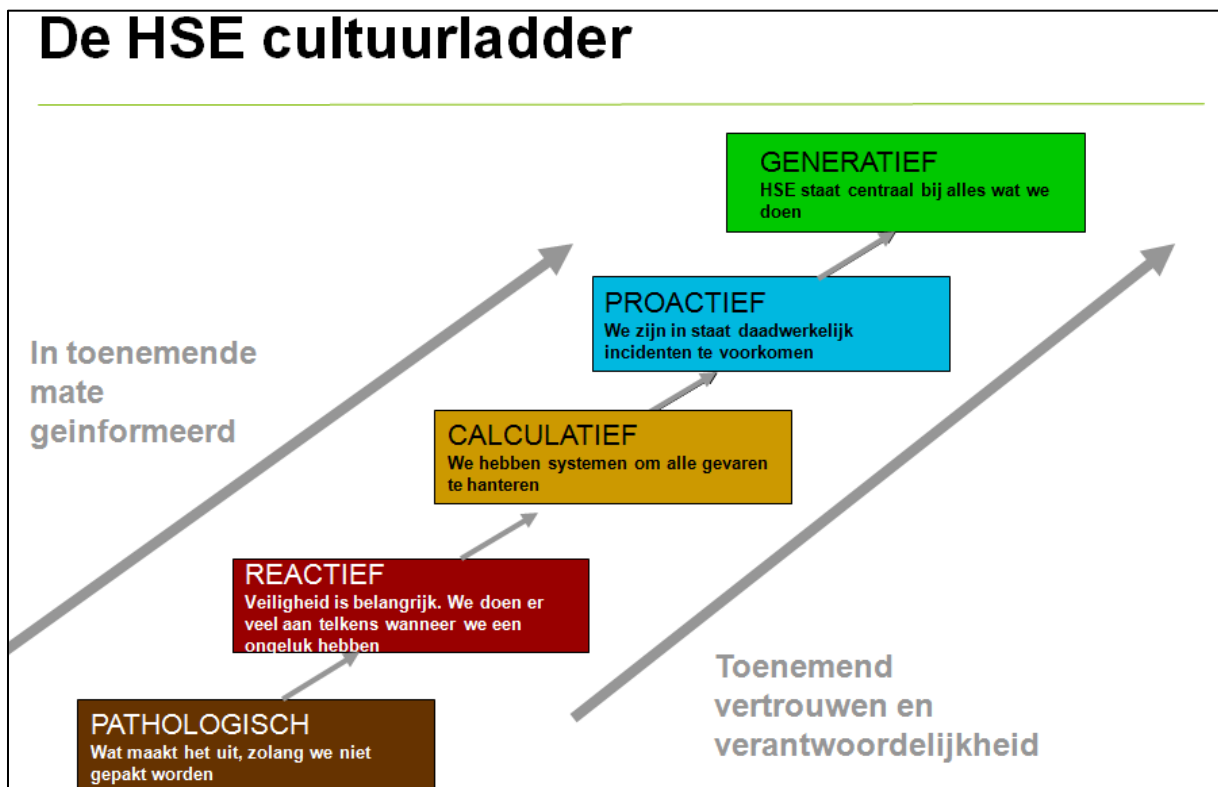 De HSE cultuurladder
GENERATIEF
HSE staat centraal bij alles wat we
doen
PROACTIEF
We zijn in staat daadwerkelijk
incidenten te voorkomen
In toenemende
mate
geinformeerd
CALCULATIEF
We hebben systemen om alle gevaren
te hanteren
REACTIEF
Veiligheid is belangrijk. We doen er
veel aan telkens wanneer we een
ongeluk hebben
Toenemend
vertrouwen en
verantwoordelijkheid
PATHOLOGISCH
Wat maakt het uit, zolang we niet
gepakt worden